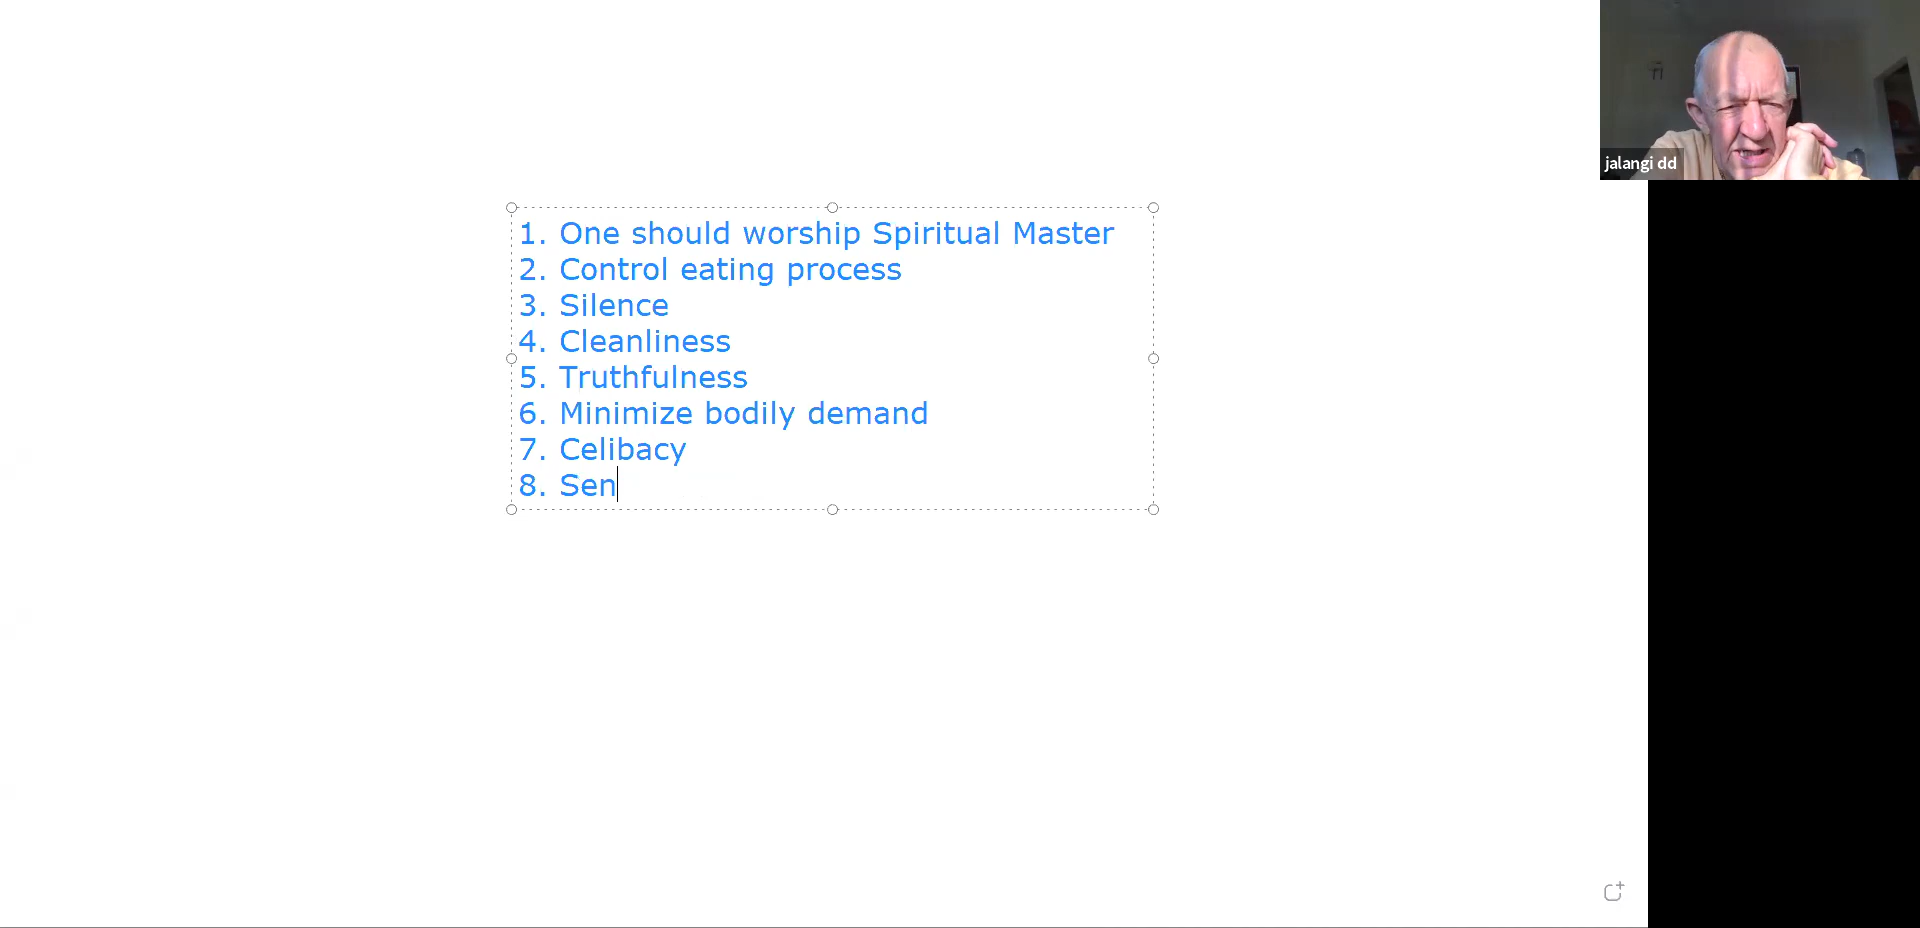 jalangi dd
1. One should worship Spiritual Master
2. Control eating process
3. Silence
4. Cleanliness
5. Truthfulness
6. Minimize bodily demand
7. Celibacy
8. Sen